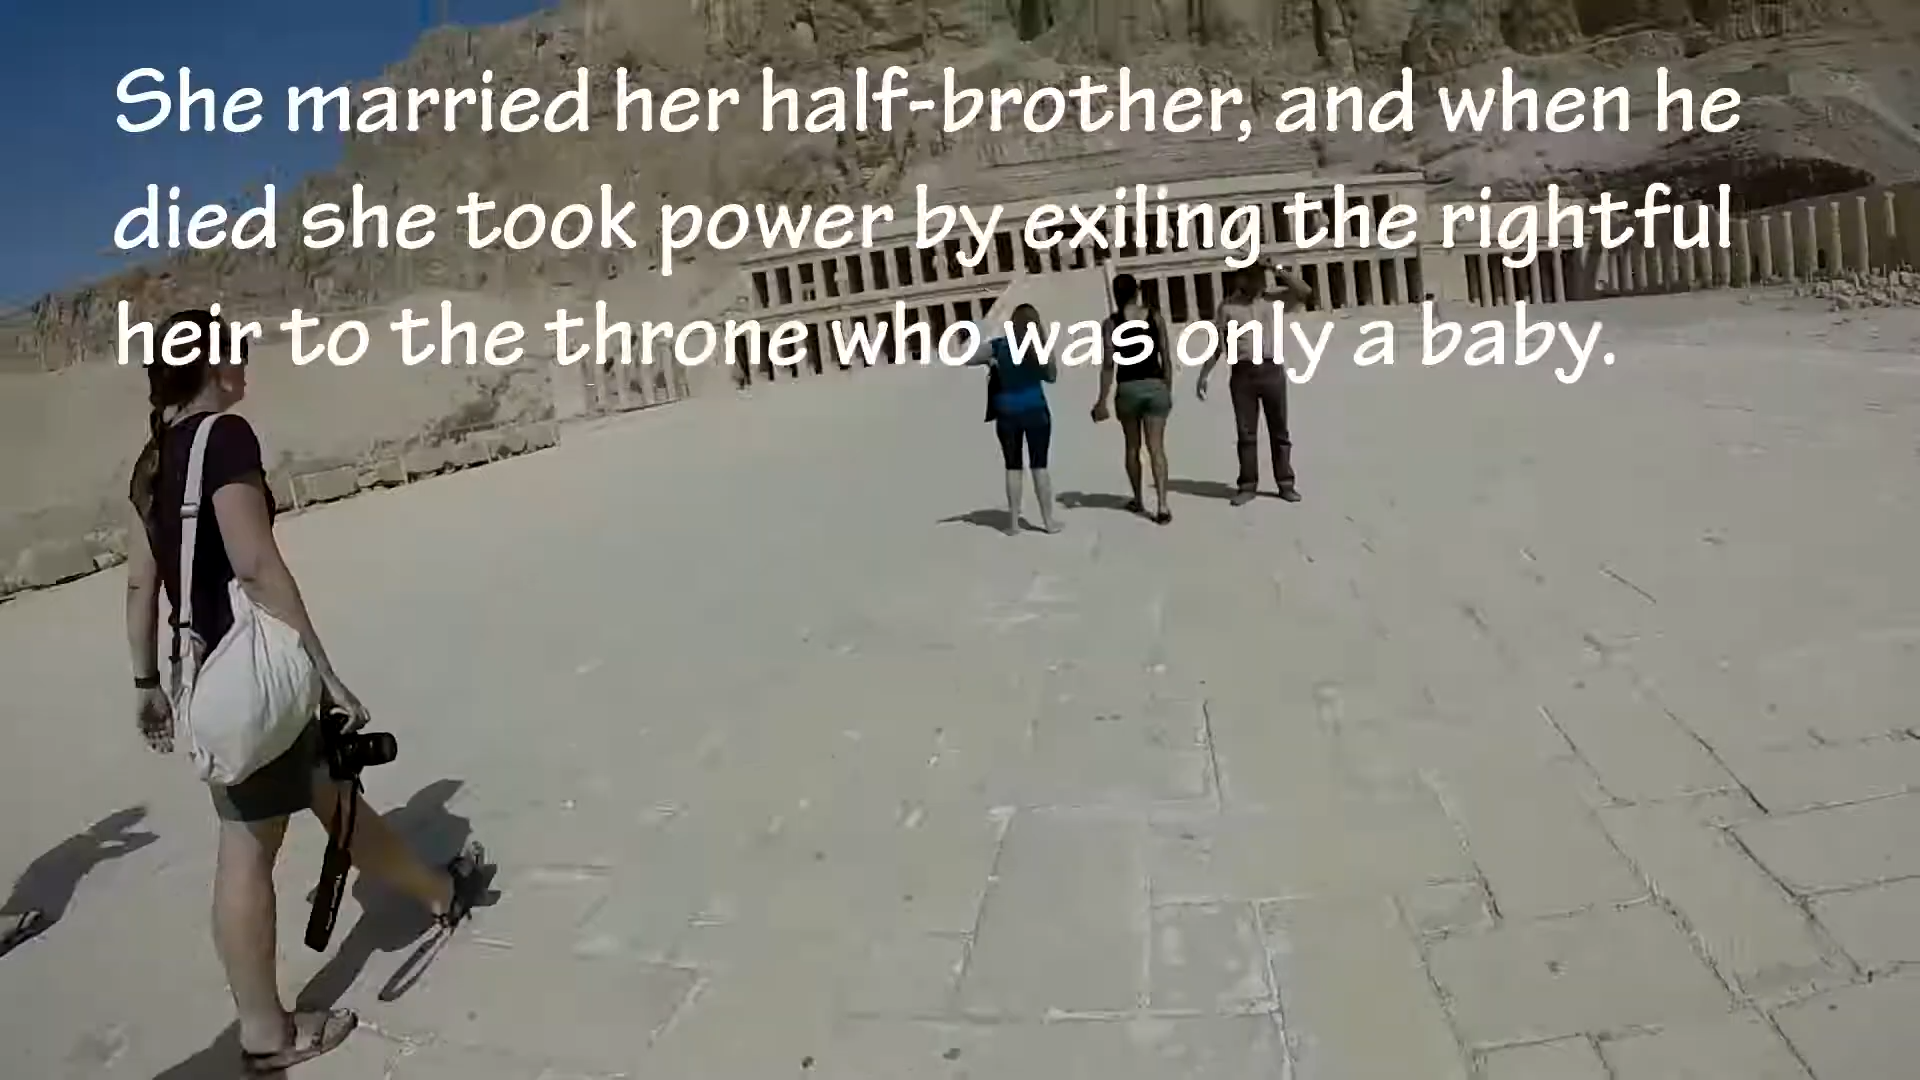 She married her half-brother, and when he
died she took power by exiling the rightful
heir to the throne who was only a baby.